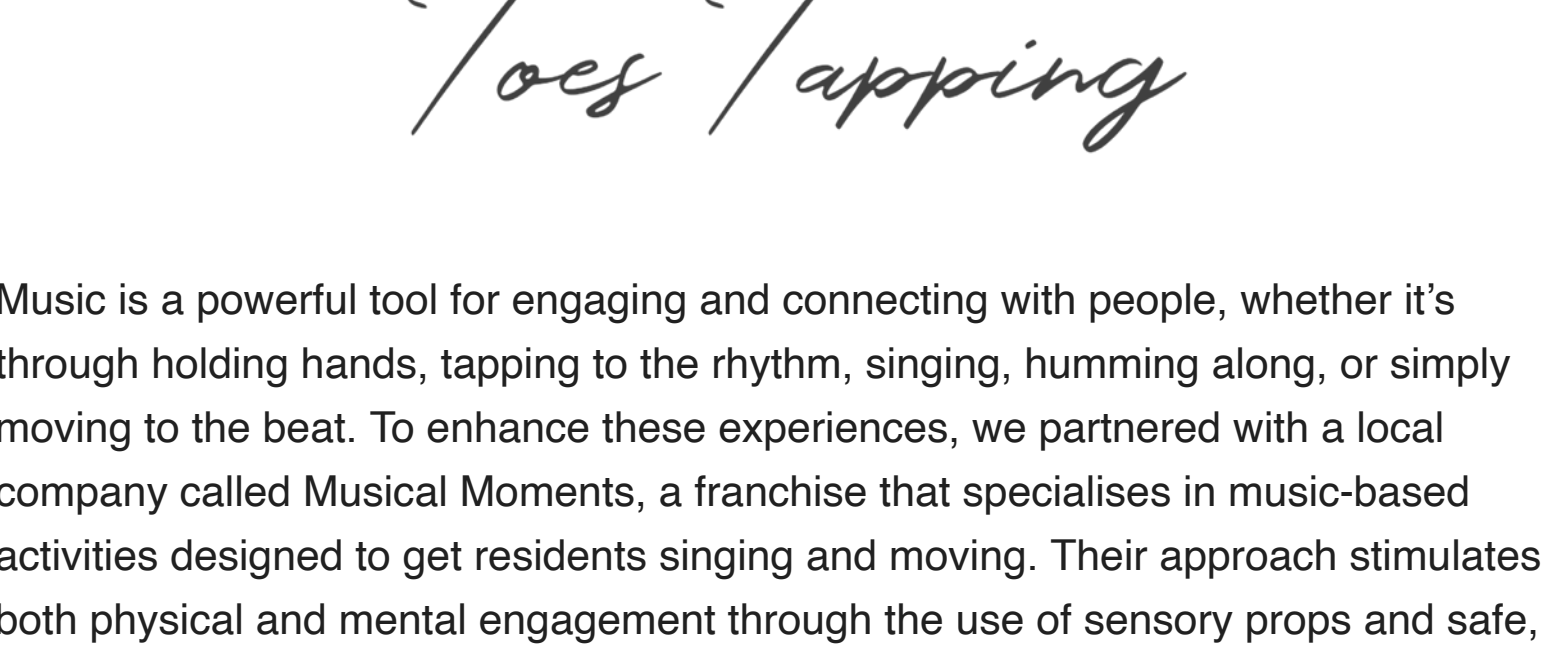 Toes Tapping
Music is a powerful tool for engaging and connecting with people, whether it’s
through holding hands, tapping to the rhythm, singing, humming along, or simply
moving to the beat. To enhance these experiences, we partnered with a local
company called Musical Moments, a franchise that specialises in music-based
activities designed to get residents singing and moving. Their approach stimulates
both physical and mental engagement through the use of sensory props and safe,